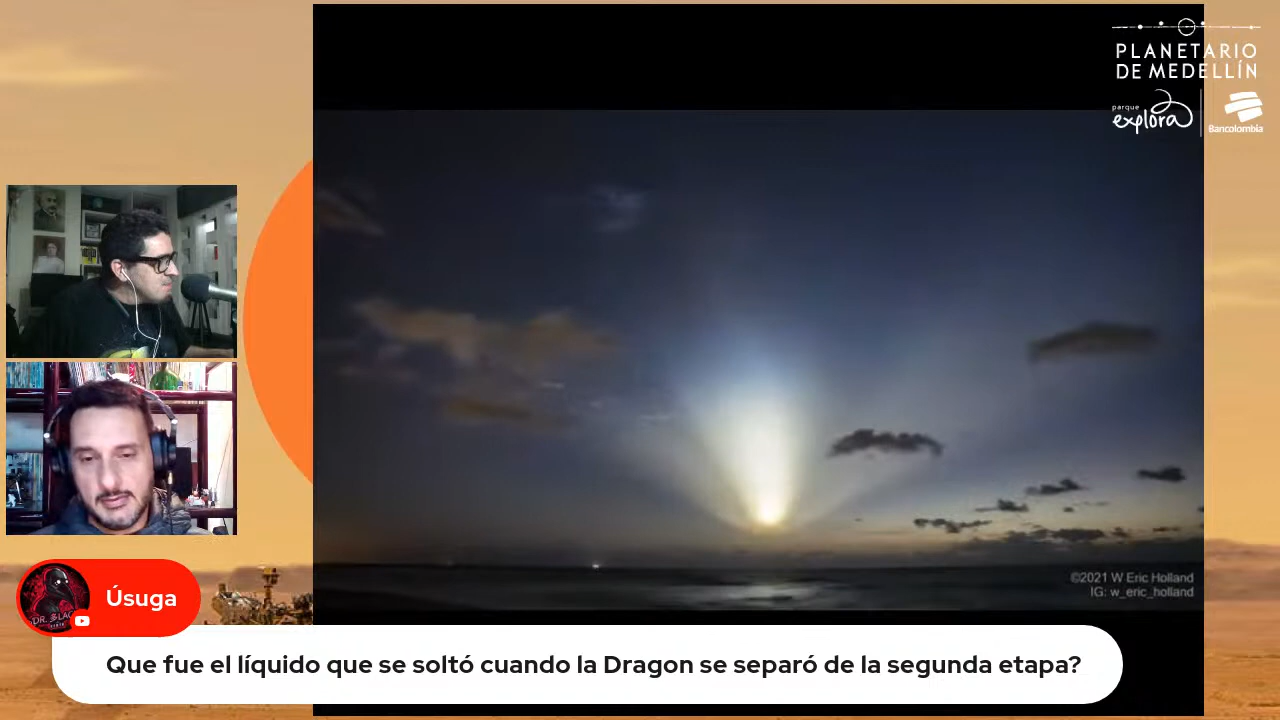 PLANETARIO
DE MEDELLÍN
parque
explora
Bancolombia
©2021 W Eric Holland
IG: w_eric_holland
Úsuga
Que fue el líquido que se soltó cuando la Dragon se separó de la segunda etapa?